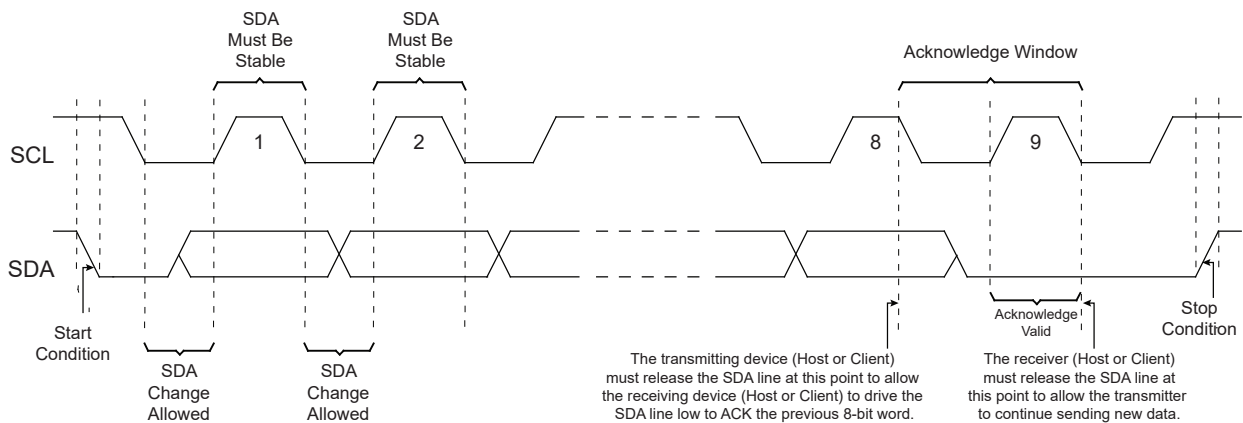 SDA
Must Be
Stable
SDA
Must Be
Stable
Acknowledge Window
SCL
1
2
8
9
SDA
Start
Condition
SDA
Change
Allowed
SDA
Change
Allowed
Acknowledge
Valid
Stop
Condition
The transmitting device (Host or Client)
must release the SDA line at this point to allow
the receiving device (Host or Client) to drive the
SDA line low to ACK the previous 8-bit word.
The receiver (Host or Client)
must release the SDA line at
this point to allow the transmitter
to continue sending new data.